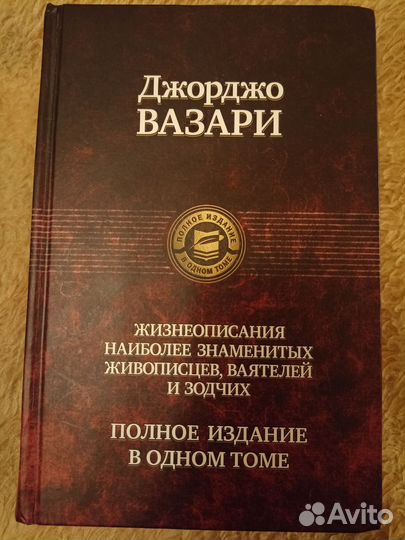 Джорджо
ВАЗАРИ
ПОЛНОЕ ИЗДАНИЕ
В ОДНОМ ТОМЕ
ЖИЗНЕОПИСАНИЯ
НАИБОЛЕЕ ЗНАМЕНИТЫХ
ЖИВОПИСЦЕВ, ВАЯТЕЛЕЙ
И ЗОДЧИХ
ПОЛНОЕ ИЗДАНИЕ
В ОДНОМ ТОМЕ
Avito